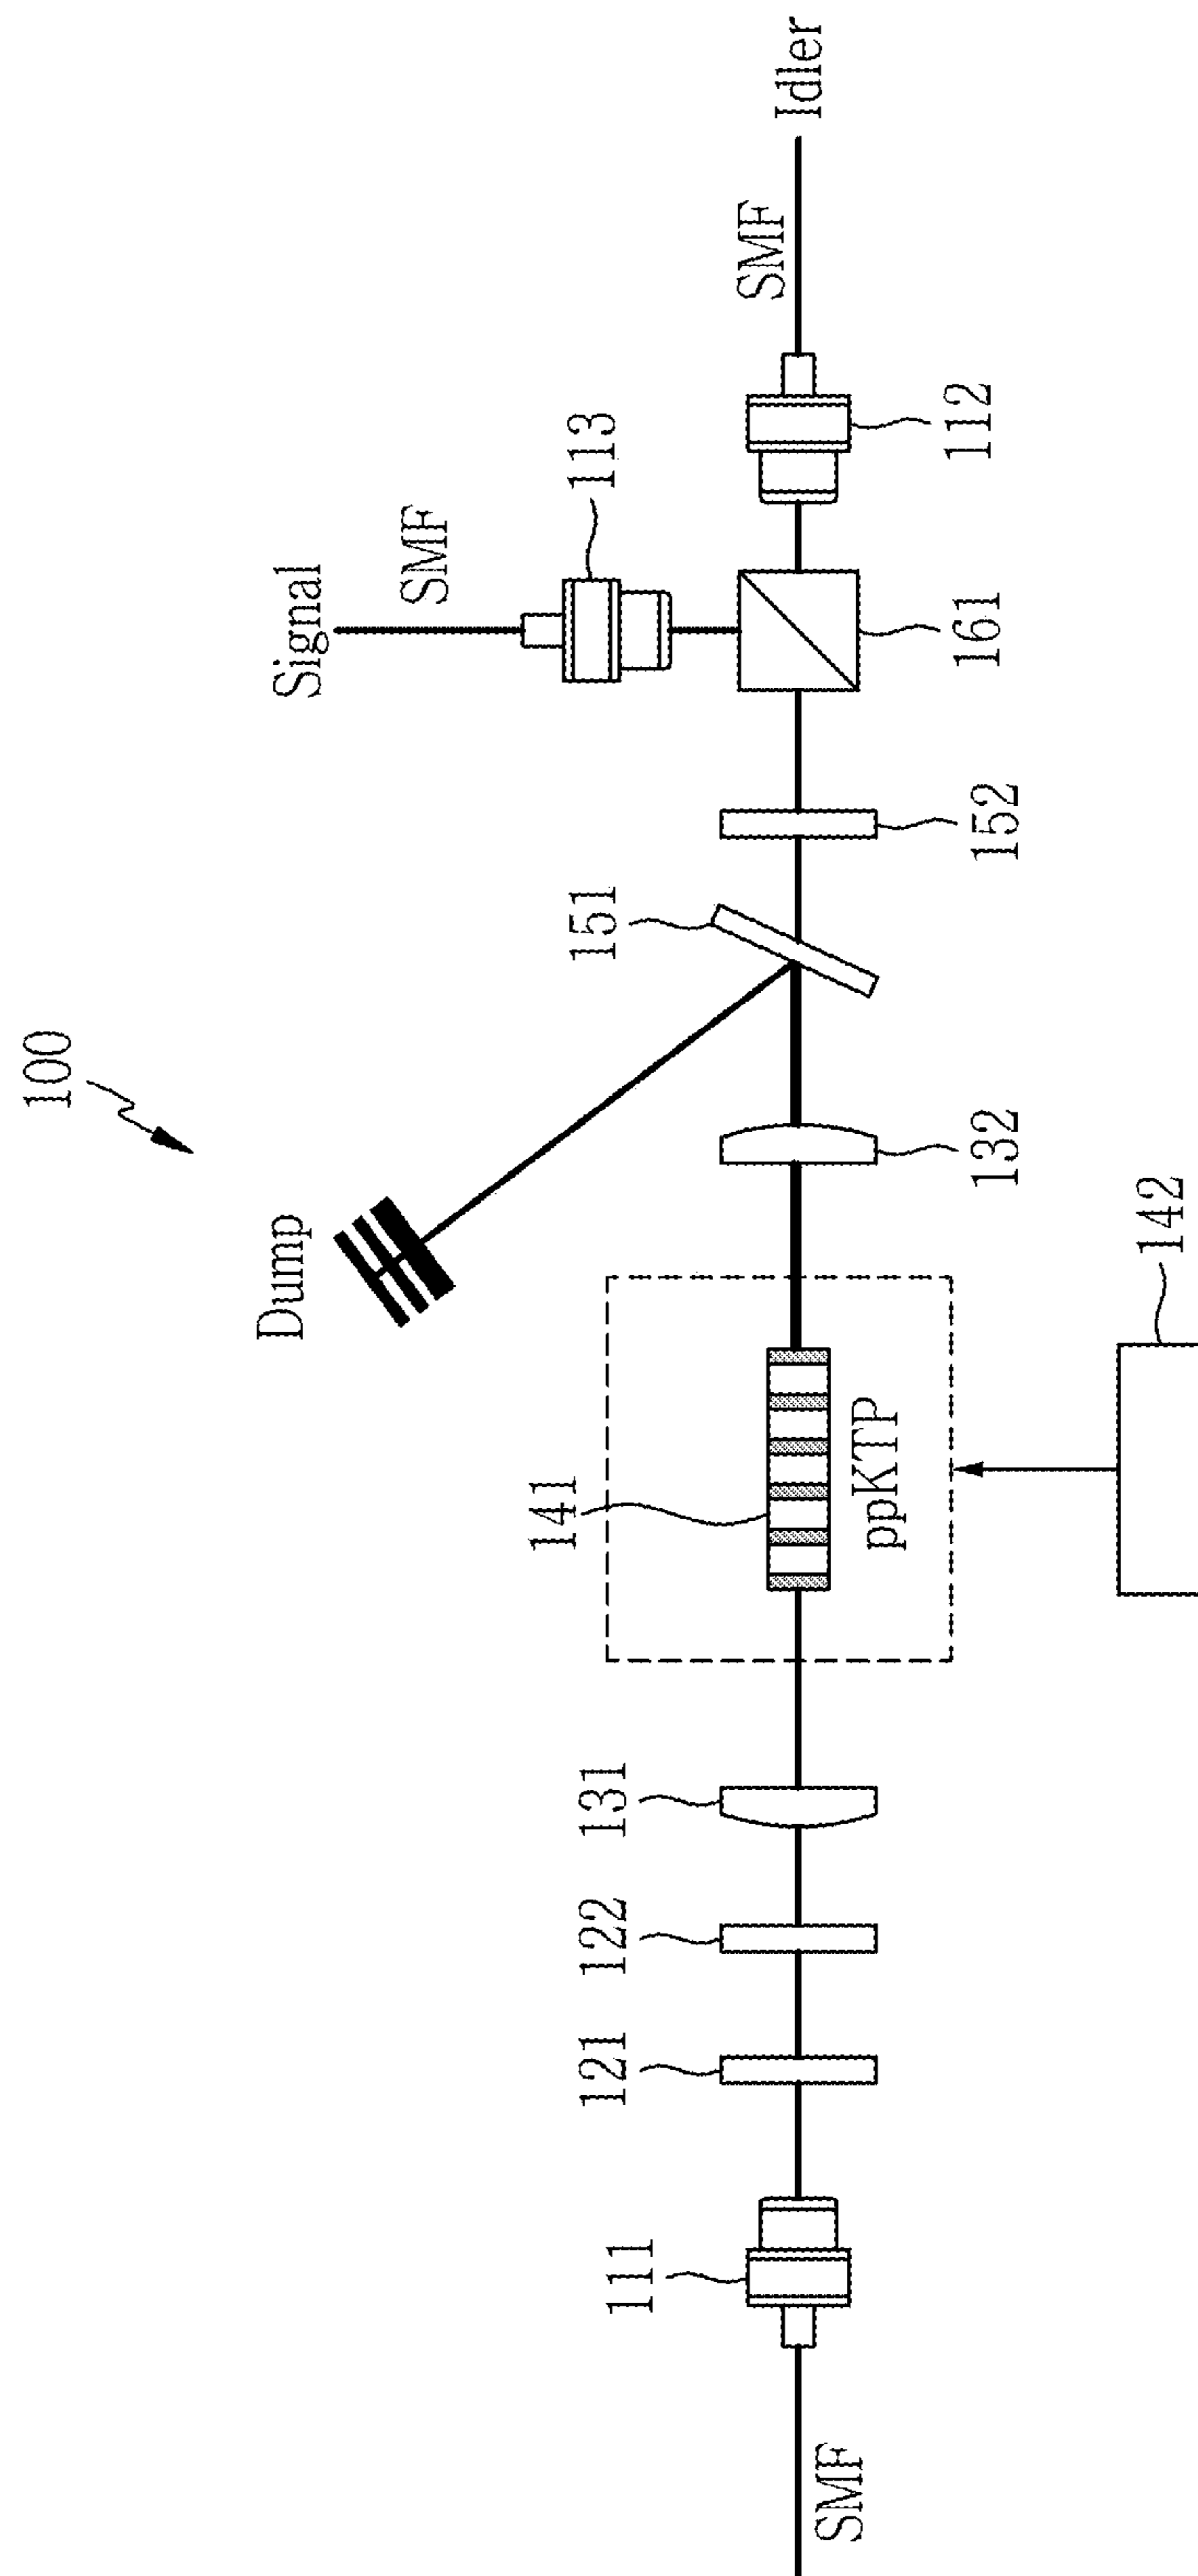 100
Dump
Signal
SMF
113
SMF
Idler
112
161
152
151
132
141
ppKTP
142
131
122
121
111
SMF